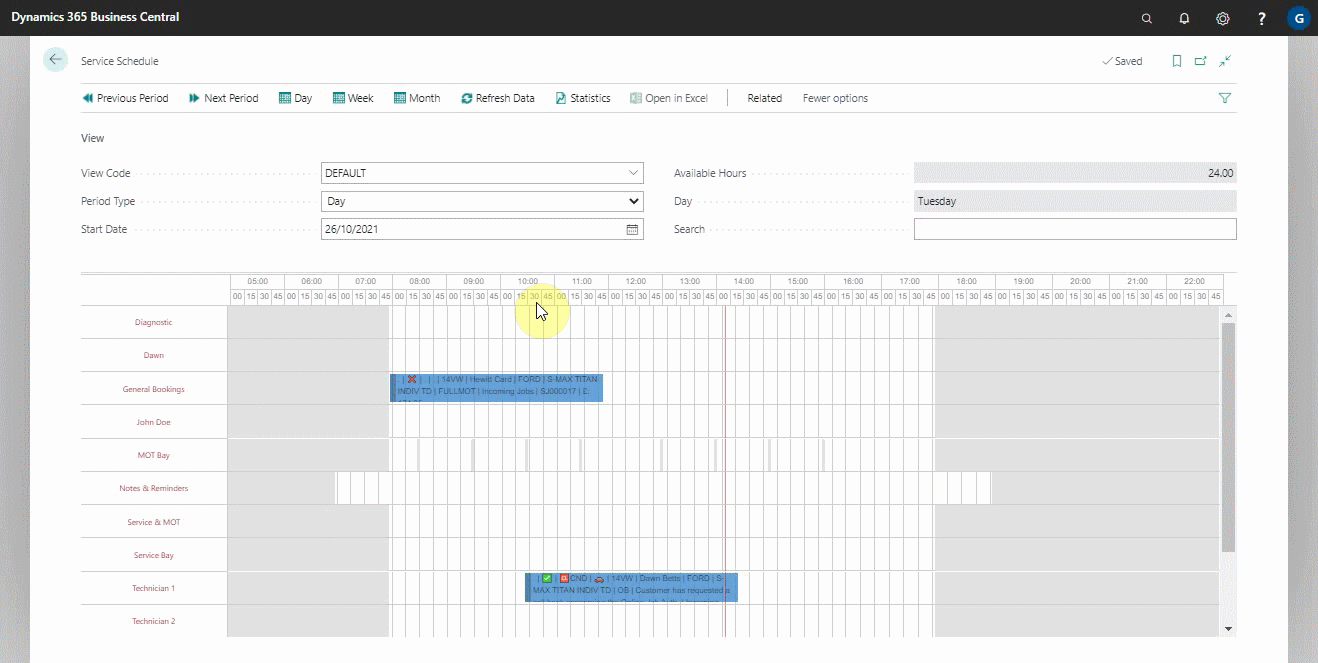 Dynamics 365 Business Central
?
G
Service Schedule
Saved
Previous Period Next Period Day Week Month Refresh Data Statistics Open in Excel Related Fewer options
View
View Code DEFAULT Available Hours 24.00
Period Type Day Day Tuesday
Start Date 26/10/2021 Search
05:00 06:00 07:00 08:00 09:00 10:00 11:00 12:00 13:00 14:00 15:00 16:00 17:00 18:00 19:00 20:00 21:00 22:00
00 15 30 45 00 15 30 45 00 15 30 45 00 15 30 45 00 15 30 45 00 15 30 45 00 15 30 45 00 15 30 45 00 15 30 45 00 15 30 45 00 15 30 45 00 15 30 45 00 15 30 45 00 15 30 45 00 15 30 45 00 15 30 45 00 15 30 45 00 15 30 45
Diagnostic
Dawn
General Bookings
| 14VW | Hewitt Card | FORD | S-MAX TITAN
INDIV TD | FULLMOT | Incoming Jobs | SJ000017 | £:
John Doe
MOT Bay
Notes & Reminders
Service & MOT
Service Bay
Technician 1
CND | | 14VW | Dawn Betts | FORD | S-
MAX TITAN INDIV TD | OS | Customer has requested a
Technician 2